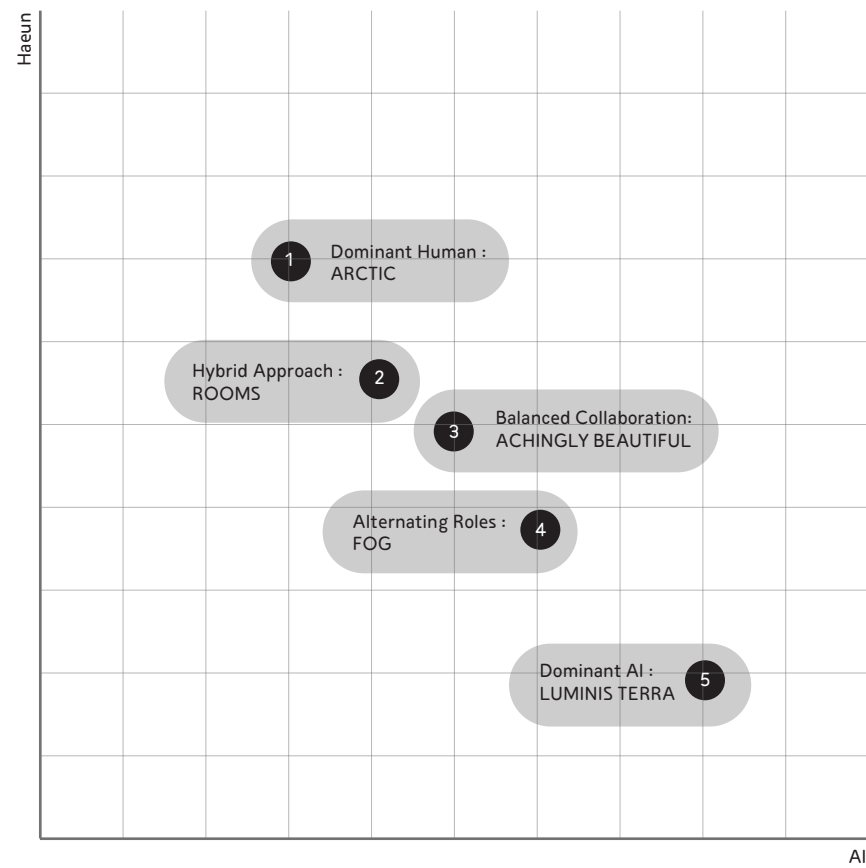 Haeun
1
Dominant Human :
ARCTIC
Hybrid Approach :
ROOMS
2
3
Balanced Collaboration:
ACHINGLY BEAUTIFUL
Alternating Roles :
FOG
4
Dominant AI :
LUMINIS TERRA
5
AI